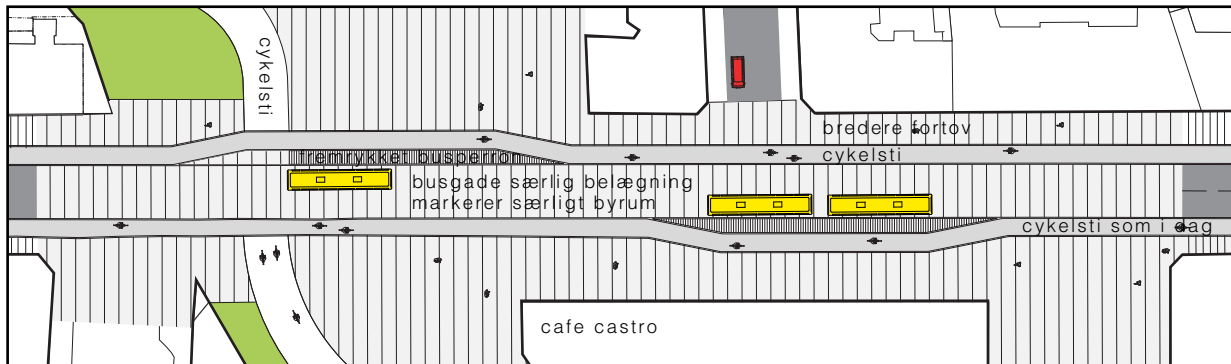 cykelsti
bredere fortov
cykelsti
fremrykket busperron
busgade særlig belægning
markerer særligt byrum
cykelsti som i dag
cafe castro